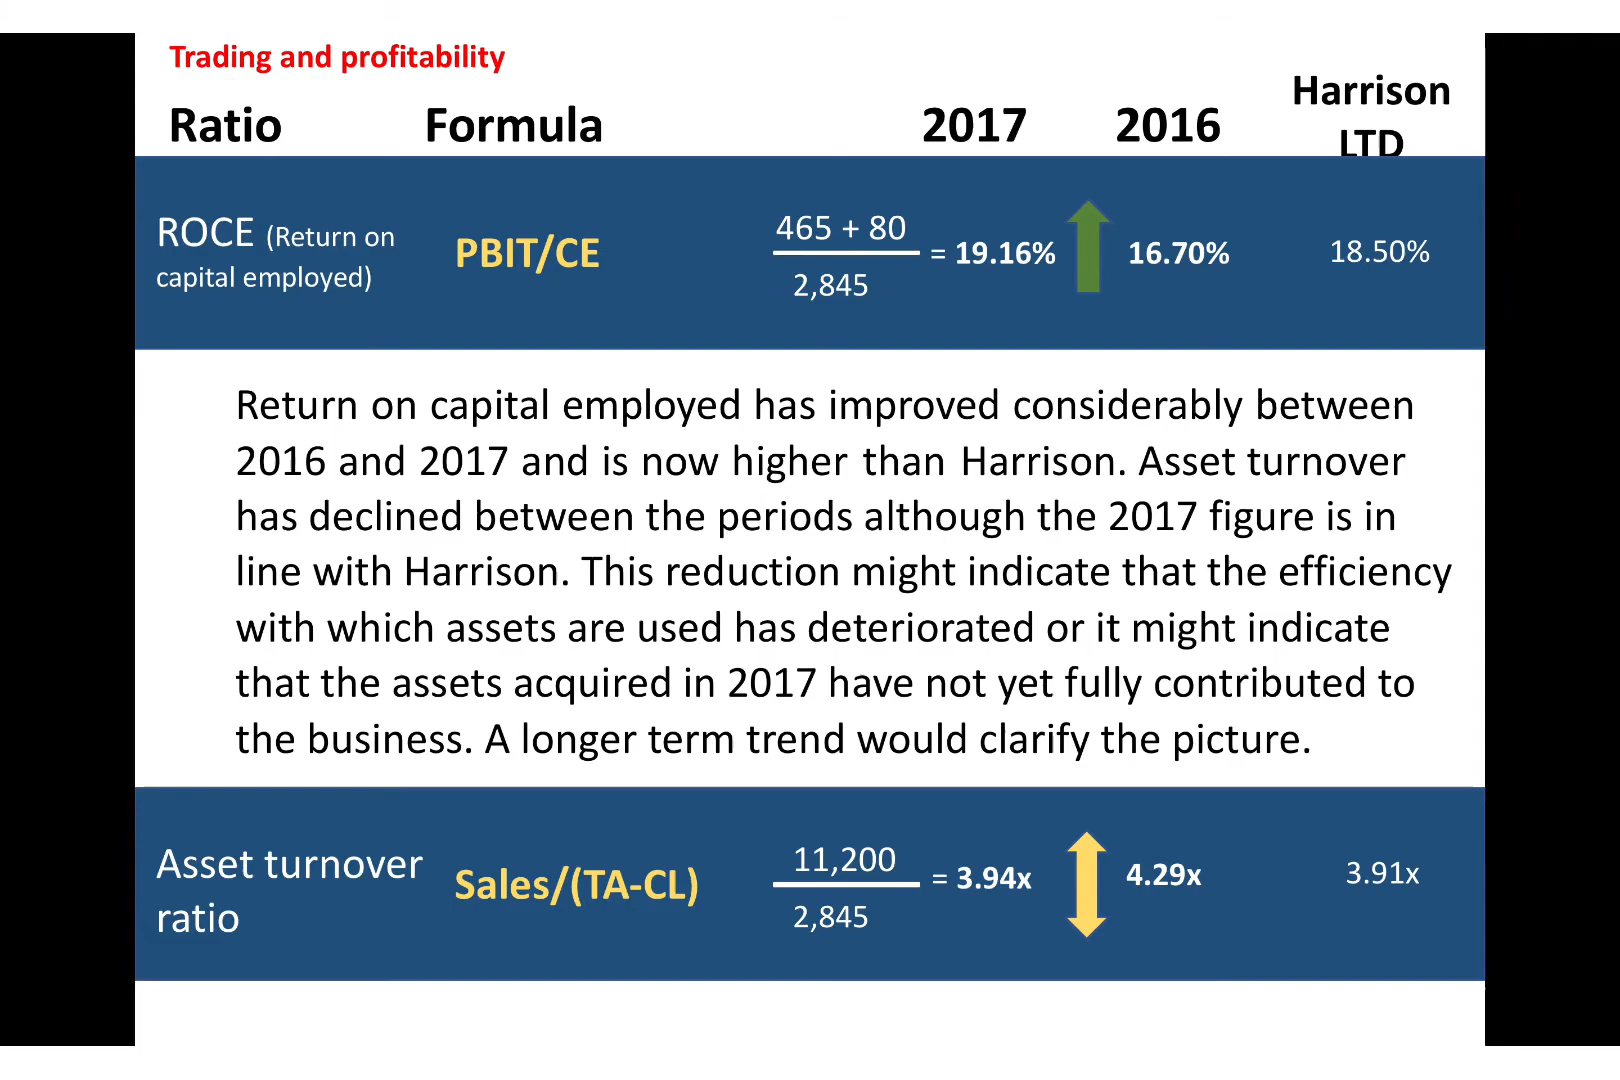 Trading and profitability
Ratio Formula 2017 2016 Harrison
LTD
ROCE (Return on
capital employed)
PBIT/CE
465 + 80
2,845
= 19.16%
16.70%
18.50%
Return on capital employed has improved considerably between
2016 and 2017 and is now higher than Harrison. Asset turnover
has declined between the periods although the 2017 figure is in
line with Harrison. This reduction might indicate that the efficiency
with which assets are used has deteriorated or it might indicate
that the assets acquired in 2017 have not yet fully contributed to
the business. A longer term trend would clarify the picture.
Asset turnover
ratio
Sales/(TA-CL)
11,200
2,845
= 3.94x
4.29x
3.91x